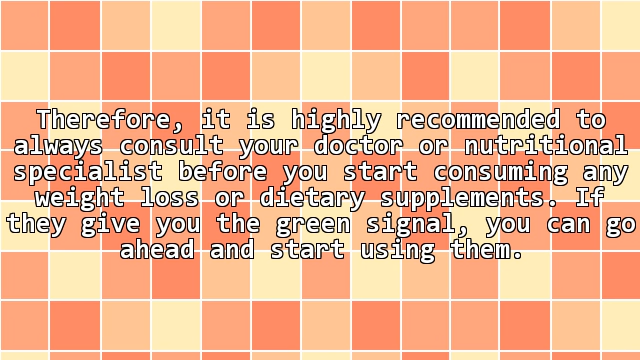 Therefore, it is highly recommended to
always consult your doctor or nutritional
specialist before you start consuming any
weight loss or dietary supplements. If
they give you the green signal, you can go
ahead and start using them.